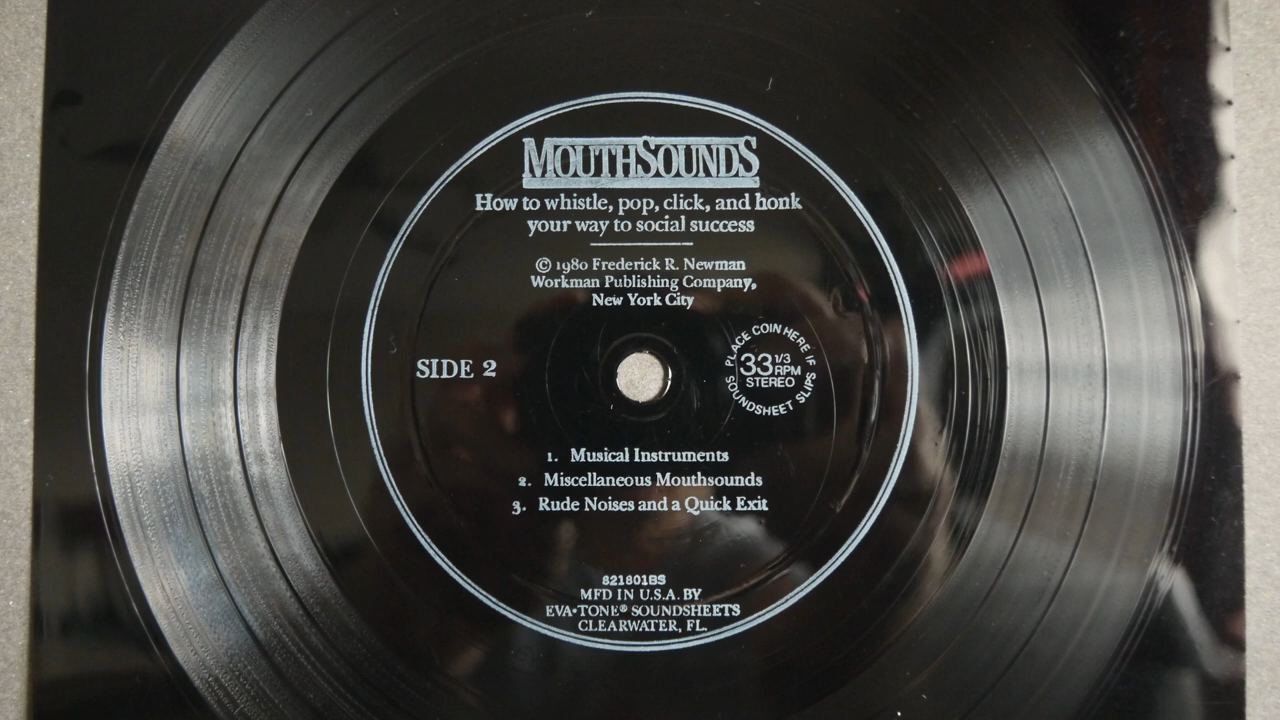 MOUTHSOUNDS
How to whistle, pop, click, and honk
your way to social success
© 1980 Frederick R. Newman
Workman Publishing Company,
New York City
SIDE 2
PLACE COIN HERE IF
33 1/3
RPM
STEREO
SOUNDSHEET SLIPS
1. Musical Instruments
2. Miscellaneous Mouthsounds
3. Rude Noises and a Quick Exit
821801BS
MFD IN U.S.A. BY
EVA•TONE® SOUNDSHEETS
CLEARWATER, FL.